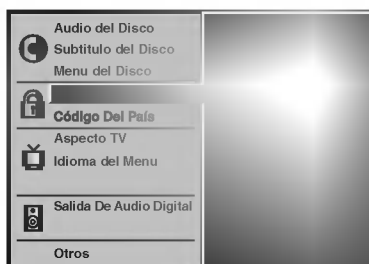 Audio del Disco
Subtitulo del Disco
Menu del Disco
Código Del País
Aspecto TV
Idioma del Menu
Salida De Audio Digital
Otros